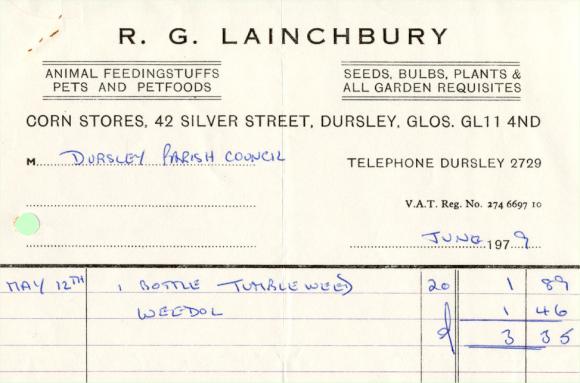 R. G. LAINCHBURY
ANIMAL FEEDINGSTUFFS
PETS AND PETFOODS
SEEDS, BULBS, PLANTS &
ALL GARDEN REQUISITES
CORN STORES, 42 SILVER STREET, DURSLEY, GLOS. GL11 4ND
M DURSLEY PARISH COUNCIL
TELEPHONE DURSLEY 2729
V.A.T. Reg. No. 274 6697 10
JUNE 1979
MAY 12TH 1 BOTTLE TUMBLEWEED 20 1 89
WEEDOL 1 46
3 35